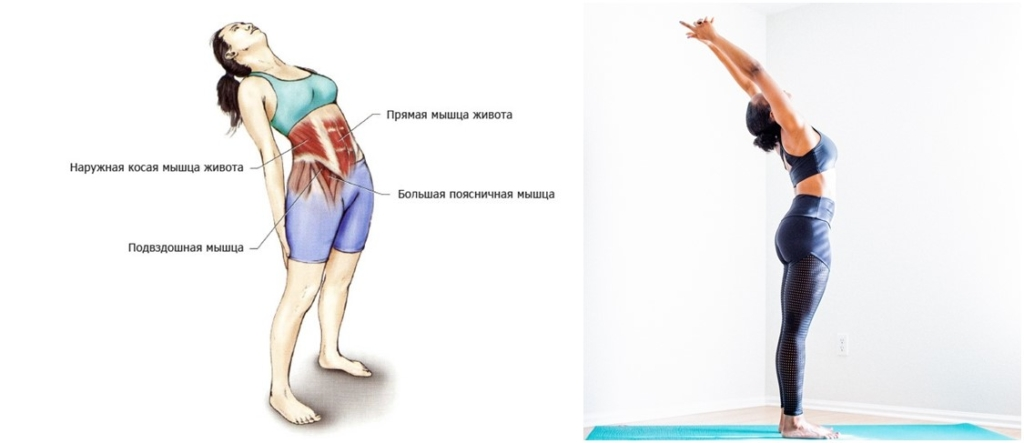 Прямая мышца живота
Наружная косая мышца живота
Большая поясничная мышца
Подвздошная мышца